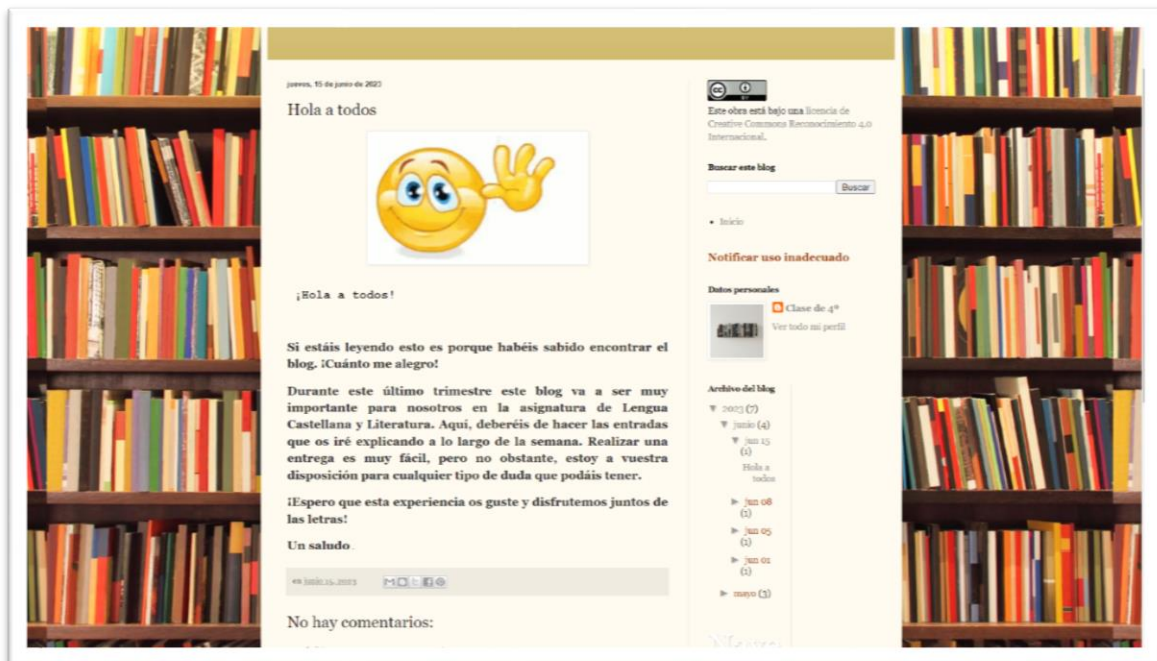 jueves, 15 de junio de 2023
Hola a todos
¡Hola a todos!
Si estáis leyendo esto es porque habéis sabido encontrar el
blog. ¡Cuánto me alegro!
Durante este último trimestre este blog va a ser muy
importante para nosotros en la asignatura de Lengua
Castellana y Literatura. Aquí, deberéis de hacer las entradas
que os iré explicando a lo largo de la semana. Realizar una
entrega es muy fácil, pero no obstante, estoy a vuestra
disposición para cualquier tipo de duda que podáis tener.
¡Espero que esta experiencia os guste y disfrutemos juntos de
las letras!
Un saludo.
en junio 15, 2023
No hay comentarios:
cc
BY
Este obra está bajo una licencia de
Creative Commons Reconocimiento 4.0
Internacional.
Buscar este blog
Buscar
Inicio
Notificar uso inadecuado
Datos personales
Clase de 4º
Ver todo mi perfil
Archivo del blog
▼ 2023 (7)
▼ junio (4)
▼ jun 15
(1)
Hola a
todos
► jun 08
(1)
► jun 05
(1)
► jun 01
(1)
► mayo (3)